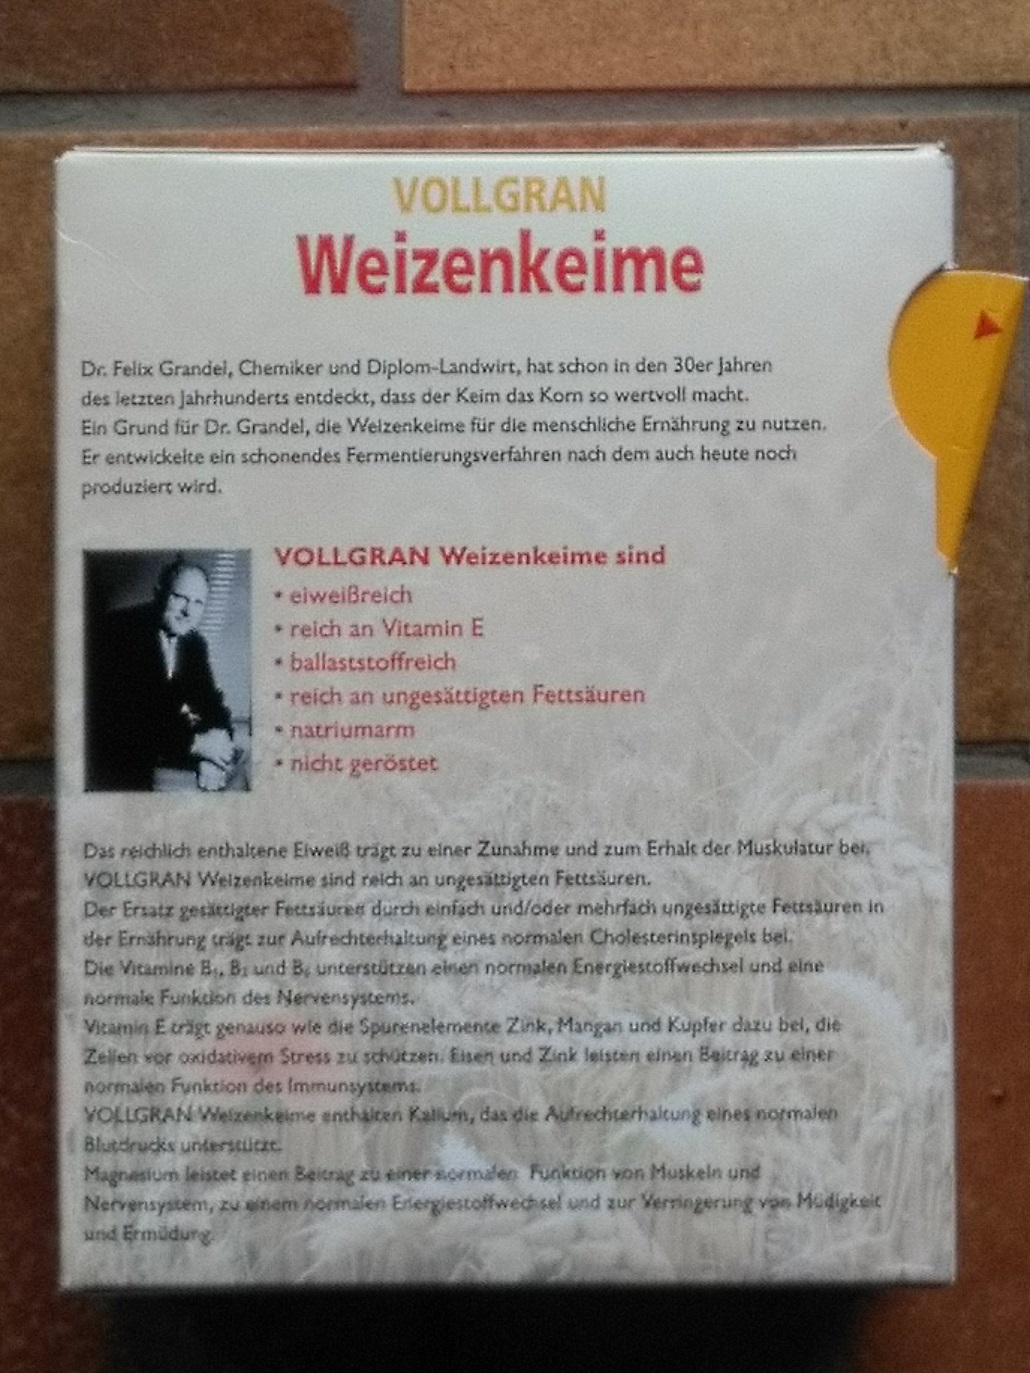 VOLLGRAN
Weizenkeime
Dr. Felix Grandel, Chemiker und Diplom-Landwirt, hat schon in den 30er Jahren
des letzten Jahrhunderts entdeckt, dass der Keim das Korn so wertvoll macht.
Ein Grund für Dr. Grandel, die Weizenkeime für die menschliche Ernährung zu nutzen.
Er entwickelte ein schonendes Fermentierungsverfahren nach dem auch heute noch
produziert wird.
VOLLGRAN Weizenkeime sind
• eiweißreich
• reich an Vitamin E
• ballaststoffreich
• reich an ungesättigten Fettsäuren
• natriumarm
• nicht geröstet
Das reichlich enthaltene Eiweiß trägt zu einer Zunahme und zum Erhalt der Muskulatur bei.
VOLLGRAN Weizenkeime sind reich an ungesättigten Fettsäuren.
Der Ersatz gesättigter Fettsäuren durch einfach und/oder mehrfach ungesättigte Fettsäuren in
der Ernährung trägt zur Aufrechterhaltung eines normalen Cholesterinspiegels bei.
Die Vitamine B₁, B₂ und B₆ unterstützen einen normalen Energiestoffwechsel und eine
normale Funktion des Nervensystems.
Vitamin E trägt genauso wie die Spurenelemente Zink, Mangan und Kupfer dazu bei, die
Zellen vor oxidativem Stress zu schützen. Eisen und Zink leisten einen Beitrag zu einer
normalen Funktion des Immunsystems.
VOLLGRAN Weizenkeime enthalten Kalium, das die Aufrechterhaltung eines normalen
Blutdrucks unterstützt.
Magnesium leistet einen Beitrag zu einer normalen Funktion von Muskeln und
Nervensystem, zu einem normalen Energiestoffwechsel und zur Verringerung von Müdigkeit
und Ermüdung.